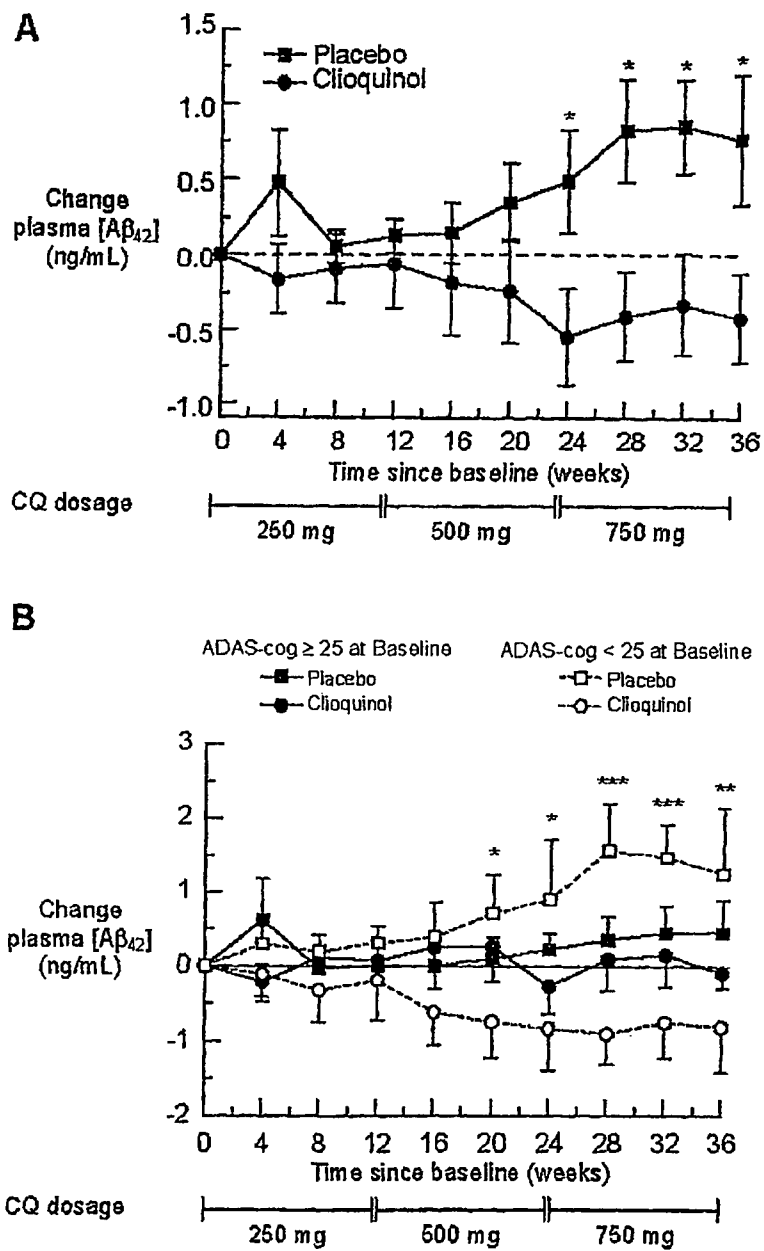 A
1.5
Placebo
Clioquinol
* * * *
1.0
0.5
Change
plasma [Aβ₄₂]
(ng/mL)
0.0
-0.5
-1.0
0 4 8 12 16 20 24 28 32 36
Time since baseline (weeks)
CQ dosage
250 mg 500 mg 750 mg
B
ADAS-cog ≥ 25 at Baseline
Placebo
Clioquinol
ADAS-cog < 25 at Baseline
Placebo
Clioquinol
3
2
* * *** *** **
1
Change
plasma [Aβ₄₂]
(ng/mL)
0
-1
-2
0 4 8 12 16 20 24 28 32 36
Time since baseline (weeks)
CQ dosage
250 mg 500 mg 750 mg